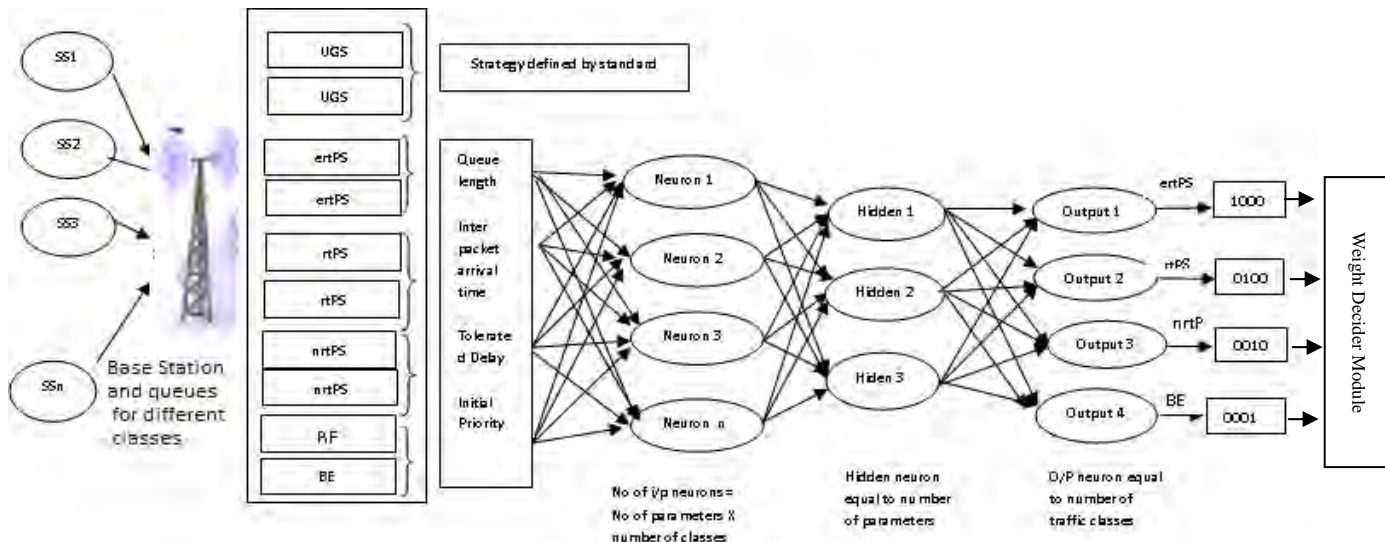 SS1
SS2
SS3
SSn
Base Station
and queues
for different
classes
UGS
UGS
ertPS
ertPS
rtPS
rtPS
nrtPS
nrtPS
BE
BE
Strategy defined by standard
Queue
length
Inter
packet
arrival
time
Tolerate
d Delay
Initial
Priority
Neuron 1
Neuron 2
Neuron 3
Neuron n
No of i/p neurons =
No of parameters X
number of classes
Hidden 1
Hidden 2
Hiden 3
Hidden neuron
equal to number
of parameters
Output 1
Output 2
Output 3
Output 4
O/P neuron equal
to number of
traffic classes
ertPS
rtPS
nrtP
BE
1000
0100
0010
0001
Weight Decider Module